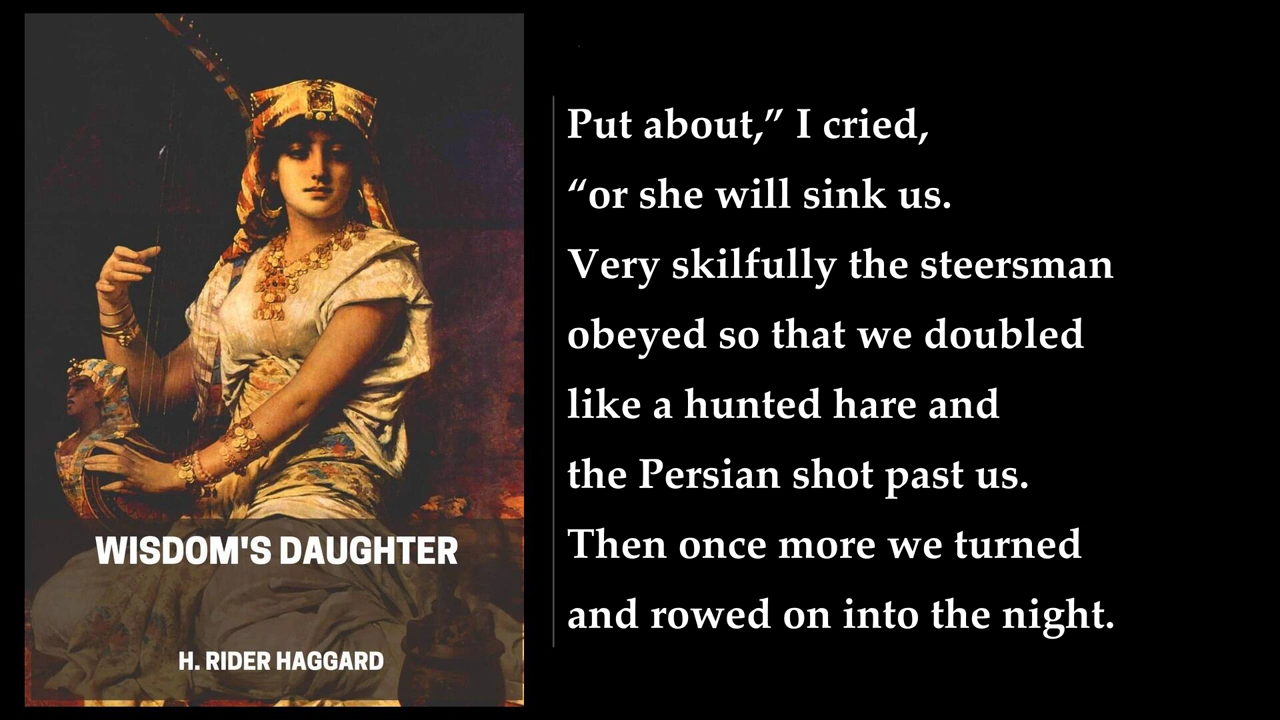 WISDOM'S DAUGHTER
H. RIDER HAGGARD
Put about,” I cried,
“or she will sink us.
Very skilfully the steersman
obeyed so that we doubled
like a hunted hare and
the Persian shot past us.
Then once more we turned
and rowed on into the night.